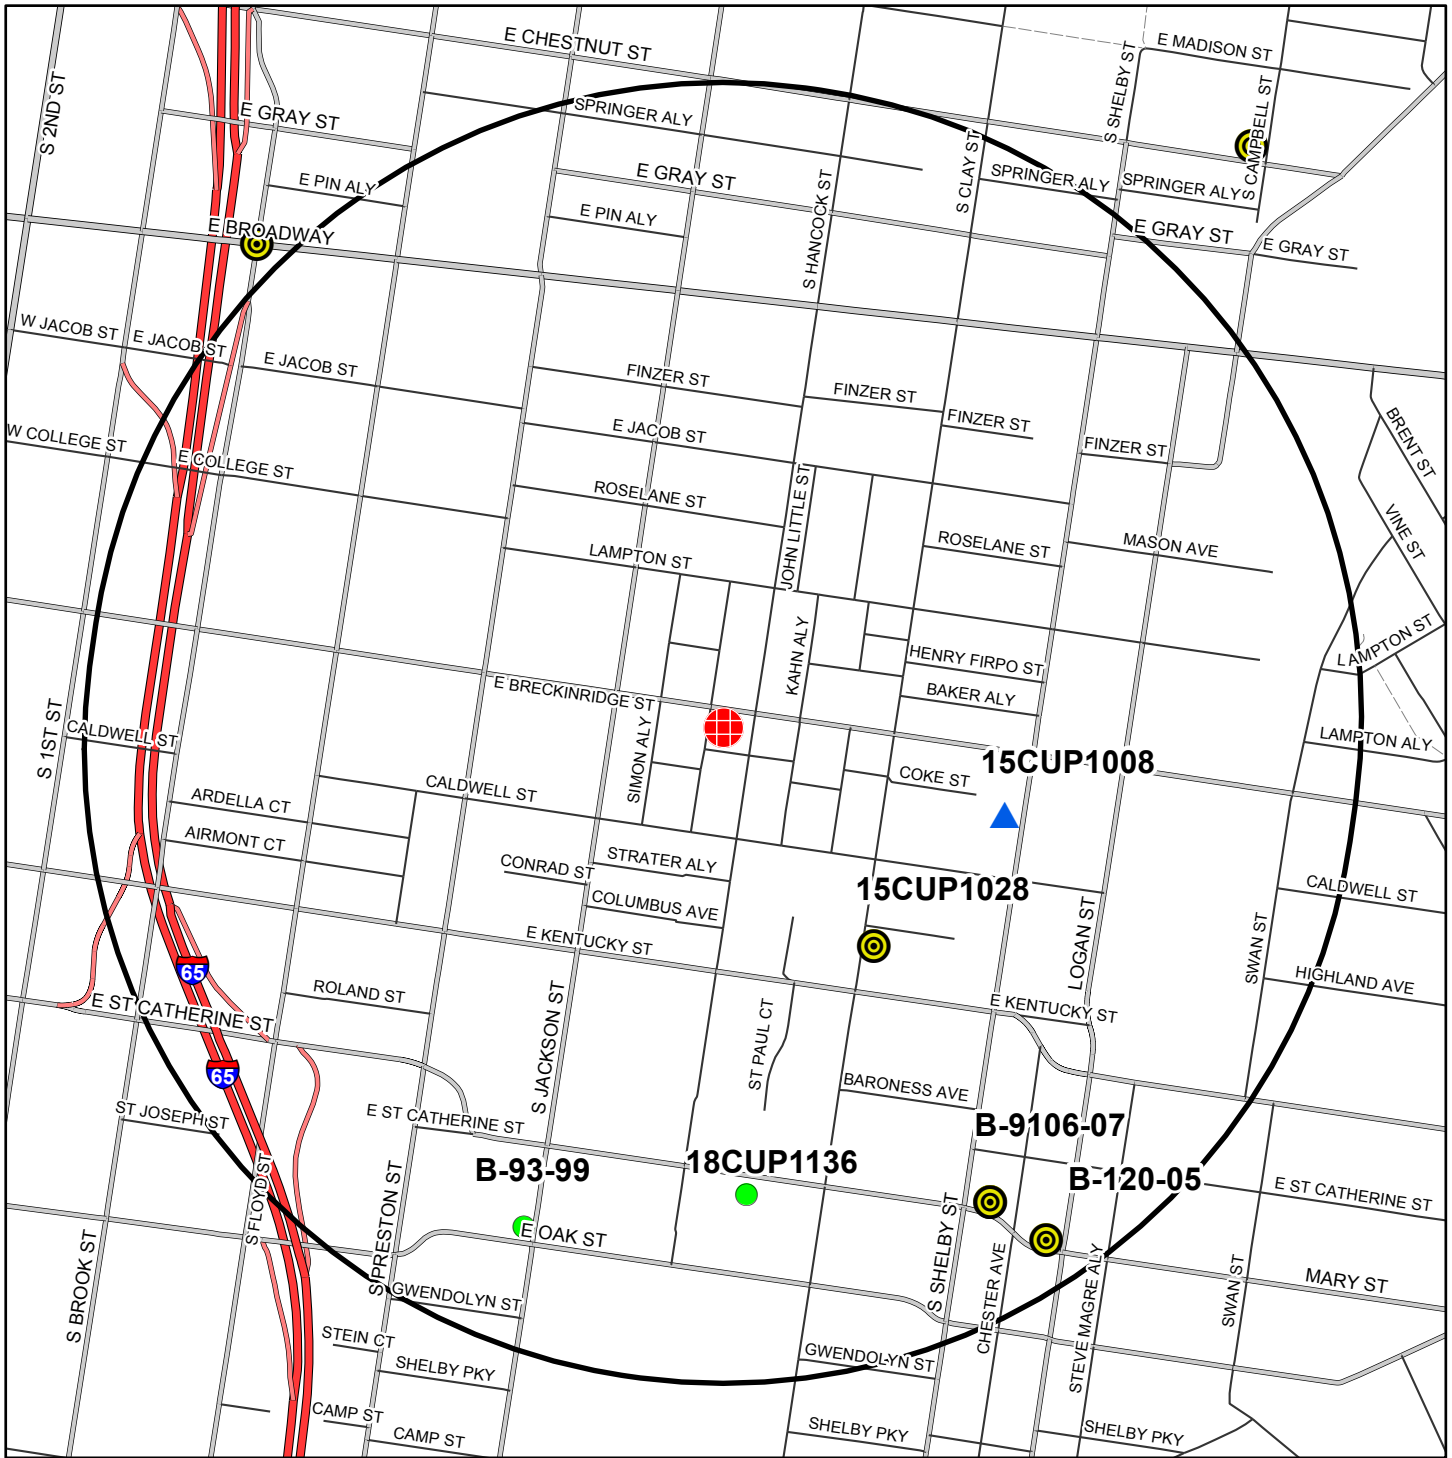 E CHESTNUT ST
E MADISON ST
S 2ND ST
S SHELBY ST
S CAMPBELL ST
E GRAY ST
SPRINGER ALY
S CLAY ST
E PIN ALY
E GRAY ST
SPRINGER ALY
SPRINGER ALY
S HANCOCK ST
E PIN ALY
E BROADWAY
E GRAY ST
E GRAY ST
W JACOB ST
E JACOB ST
E JACOB ST
FINZER ST
FINZER ST
FINZER ST
FINZER ST
BRENT ST
W COLLEGE ST
E COLLEGE ST
E JACOB ST
ROSELANE ST
JOHN LITTLE ST
VINE ST
LAMPTON ST
ROSELANE ST
MASON AVE
KAHN ALY
HENRY FIRPO ST
LAMPTON ST
E BRECKINRIDGE ST
BAKER ALY
S 1ST ST
CALDWELL ST
SIMON ALY
LAMPTON ALY
15CUP1008
COKE ST
CALDWELL ST
ARDELLA CT
AIRMONT CT
STRATER ALY
CONRAD ST
15CUP1028
CALDWELL ST
COLUMBUS AVE
E KENTUCKY ST
LOGAN ST
SWAN ST
65
HIGHLAND AVE
ROLAND ST
E ST CATHERINE ST
E KENTUCKY ST
S JACKSON ST
ST PAUL CT
65
BARONESS AVE
ST JOSEPH ST
E ST CATHERINE ST
B-9106-07
B-93-99
18CUP1136
B-120-05
S FLOYD ST
S PRESTON ST
E ST CATHERINE ST
E OAK ST
S SHELBY ST
S BROOK ST
CHESTER AVE
STEVE MAGRE ALY
SWAN ST
MARY ST
GWENDOLYN ST
STEIN CT
SHELBY PKY
GWENDOLYN ST
CAMP ST
CAMP ST
SHELBY PKY
SHELBY PKY